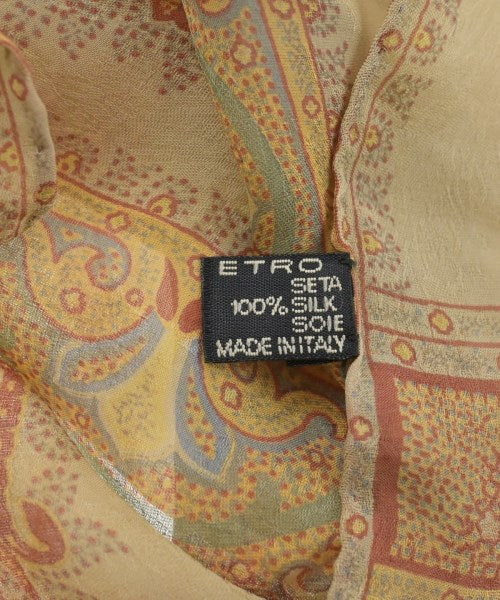 ETRO
SETA
100% SILK
SOIE
MADE IN ITALY